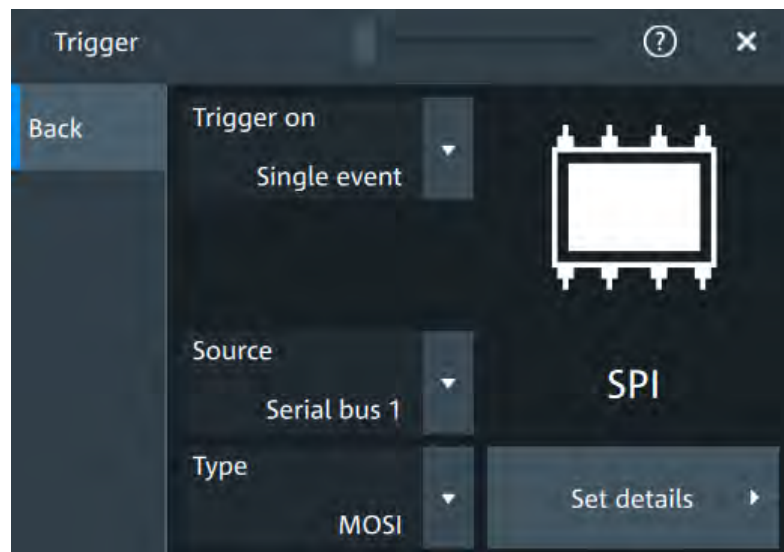 Trigger
?
Back
Trigger on
Single event
Source
Serial bus 1
SPI
Type
MOSI
Set details